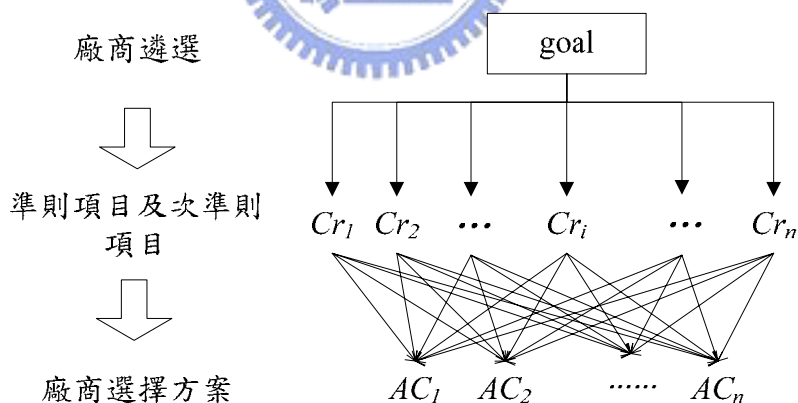 廠商遴選
goal
準則項目及次準則
項目
Cr1 Cr2 ... Cri ... Crn
廠商選擇方案
AC1 AC2 ...... ACn